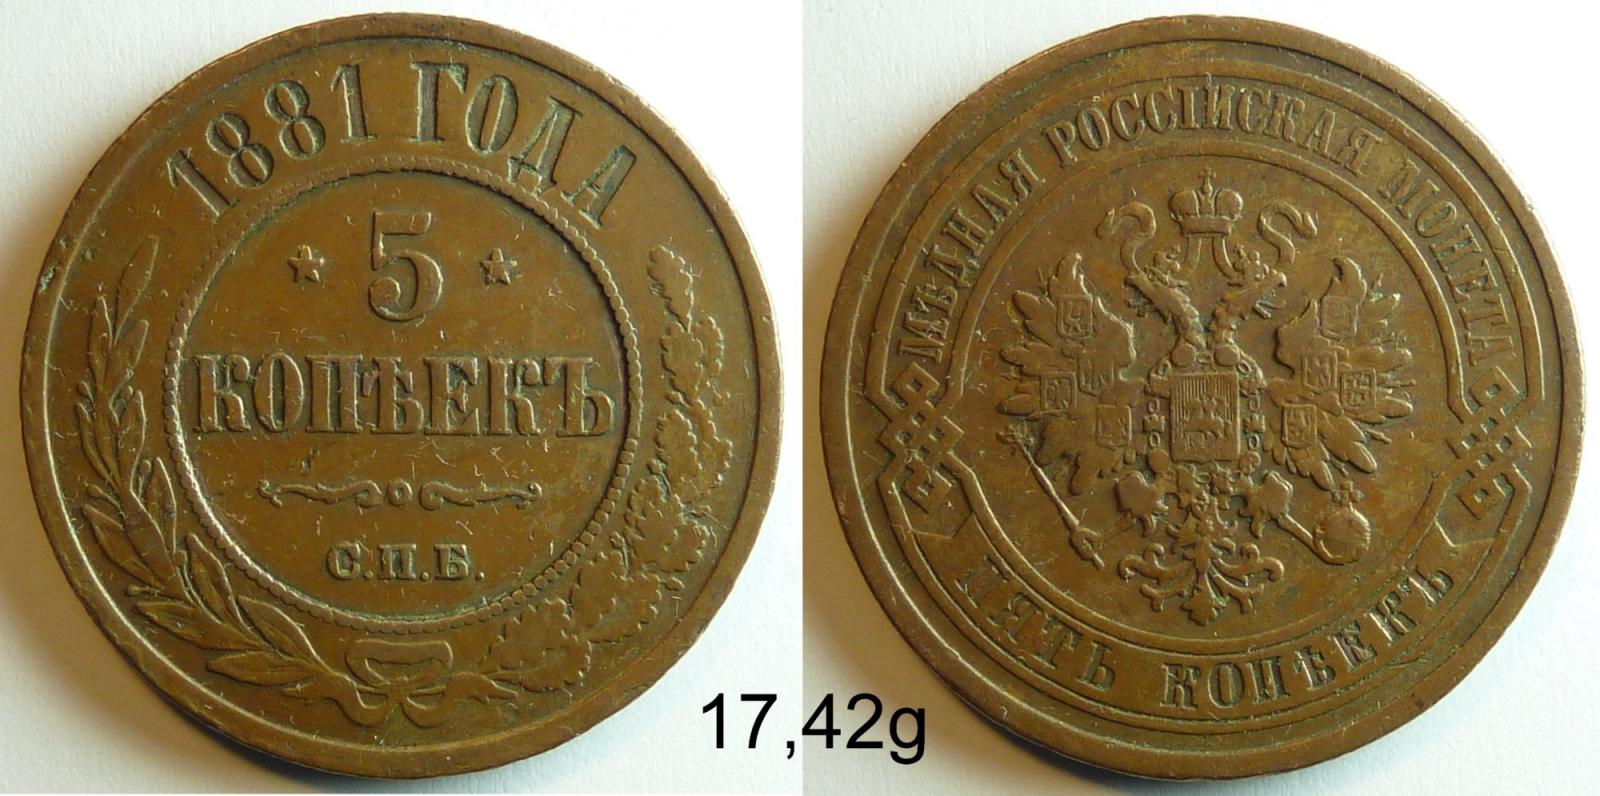 1881 ГОДА
5
КОПѢЕКЪ
С.П.Б.
МѢДНАЯ РОССІЙСКАЯ МОНЕТА
ПЯТЬ КОПѢЕКЪ
17,42g